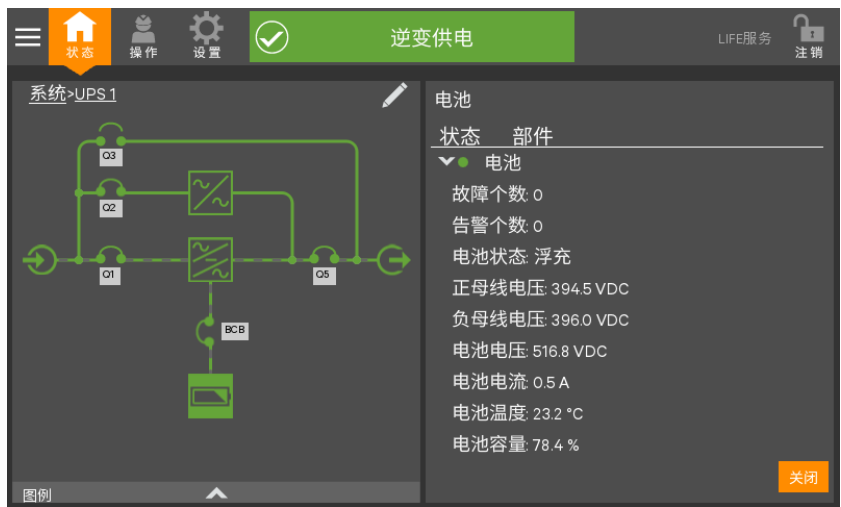 状态
操作
设置
逆变供电
LIFE服务
注销
系统>UPS 1
Q3
Q2
Q1
Q5
BCB
图例
电池
状态 部件
电池
故障个数: 0
告警个数: 0
电池状态: 浮充
正母线电压: 394.5 VDC
负母线电压: 396.0 VDC
电池电压: 516.8 VDC
电池电流: 0.5 A
电池温度: 23.2 °C
电池容量: 78.4 %
关闭